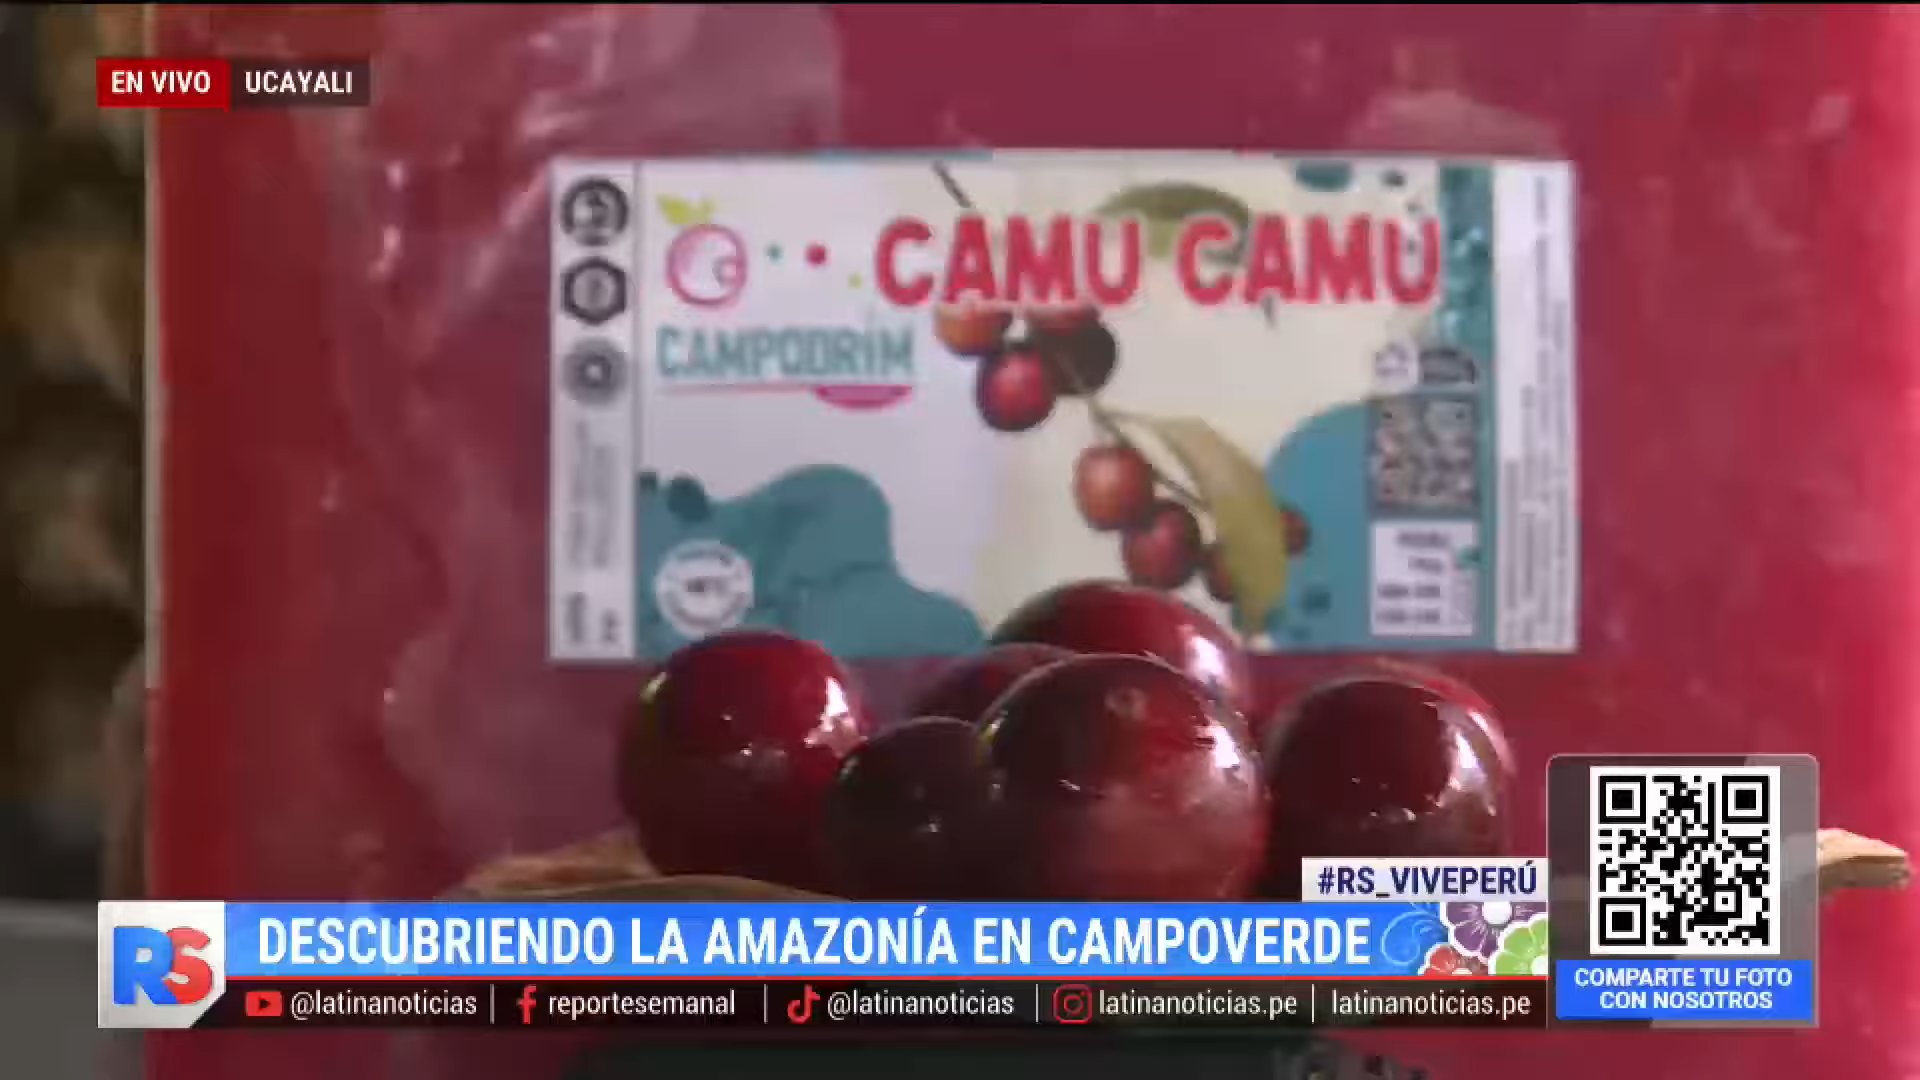 EN VIVO UCAYALI
CAMU CAMU
CAMPODRÍM
#RS_VIVEPERÚ
RS DESCUBRIENDO LA AMAZONÍA EN CAMPOVERDE
@latinanoticias | reportesemanal | @latinanoticias | latinanoticias.pe | latinanoticias.pe
COMPARTE TU FOTO
CON NOSOTROS